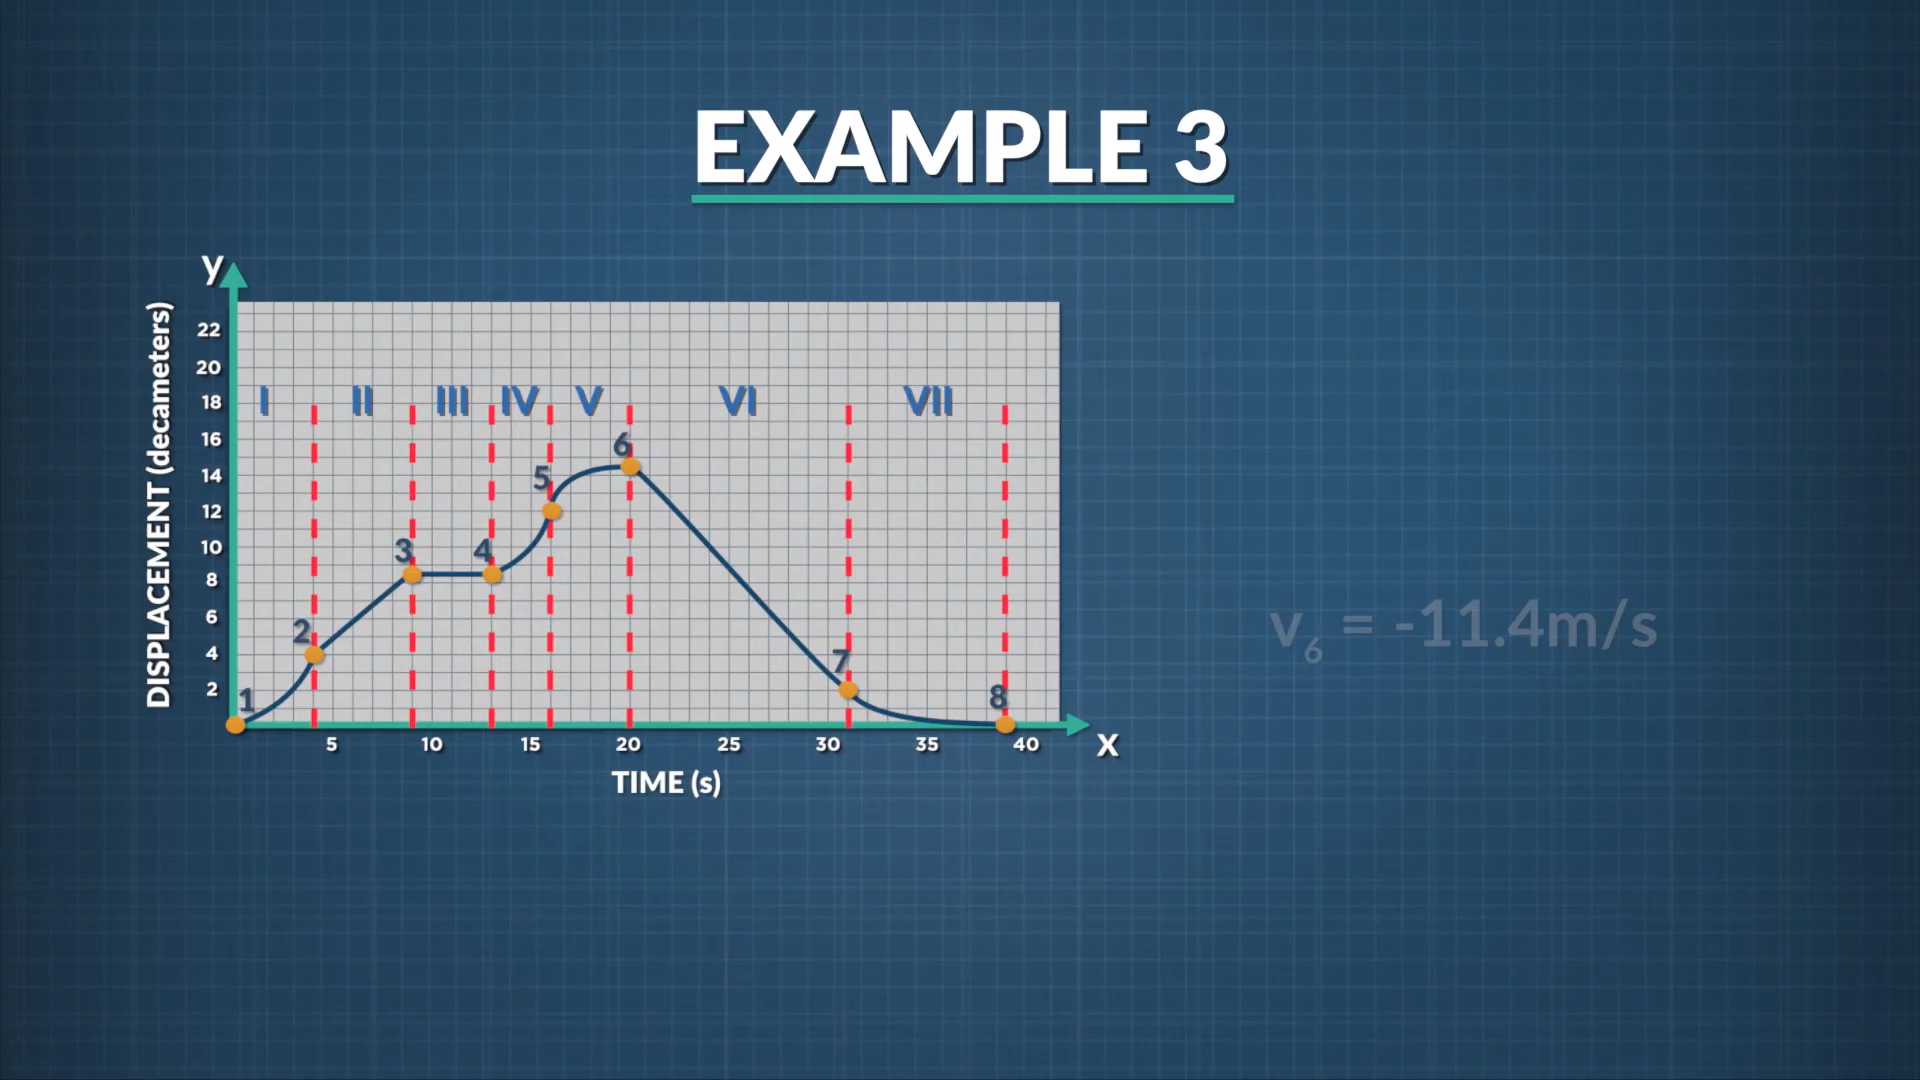 EXAMPLE 3
y
DISPLACEMENT (decameters)
22
20
18
16
14
12
10
8
6
4
2
I II III IV V VI VII
1 2 3 4 5 6 7 8
5 10 15 20 25 30 35 40
x
TIME (s)
v₆ = -11.4m/s